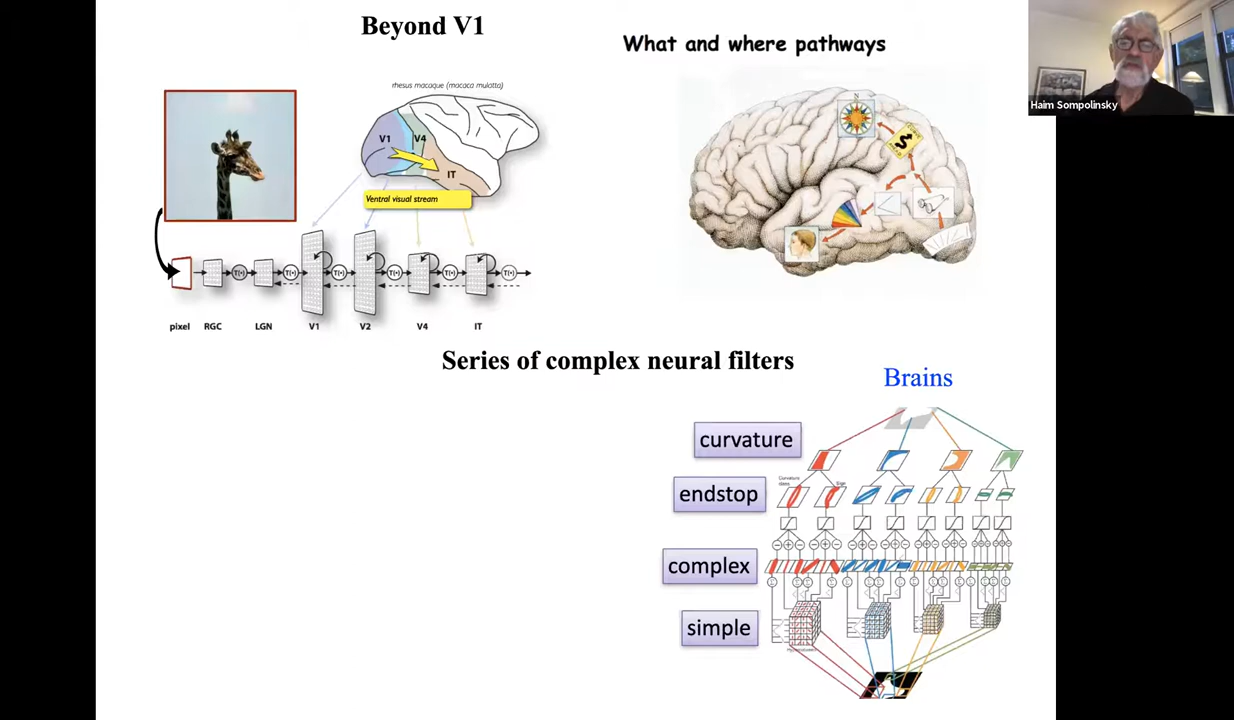 Beyond V1
What and where pathways
Haim Sompolinsky
rhesus macaque (macaca mulatta)
V1
V4
IT
Ventral visual stream
N
T(•) T(•) T(•) T(•) T(•) T(•)
pixel RGC LGN V1 V2 V4 IT
Series of complex neural filters
Brains
curvature
endstop
complex
simple